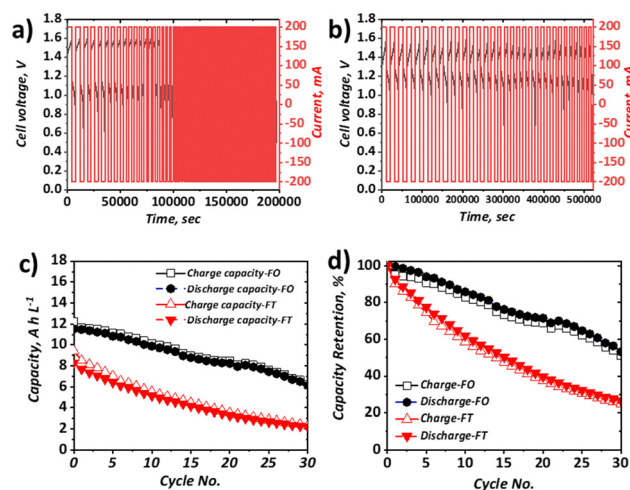 a)
1.8
1.6
1.4
1.2
1.0
0.8
0.6
0.4
0.2
0.0
Cell voltage, V
0 50000 100000 150000 200000
Time, sec
200
150
100
50
0
-50
-100
-150
-200
Current, mA
b)
1.8
1.6
1.4
1.2
1.0
0.8
0.6
0.4
0.2
0.0
Cell voltage, V
0 100000 200000 300000 400000 500000
Time, sec
200
150
100
50
0
-50
-100
-150
-200
Current, mA
c)
18
16
14
12
10
8
6
4
2
0
Capacity, A h L-1
Charge capacity-FO
Discharge capacity-FO
Charge capacity-FT
Discharge capacity-FT
0 5 10 15 20 25 30
Cycle No.
d)
100
80
60
40
20
0
Capacity Retention, %
Charge-FO
Discharge-FO
Charge-FT
Discharge-FT
0 5 10 15 20 25 30
Cycle No.